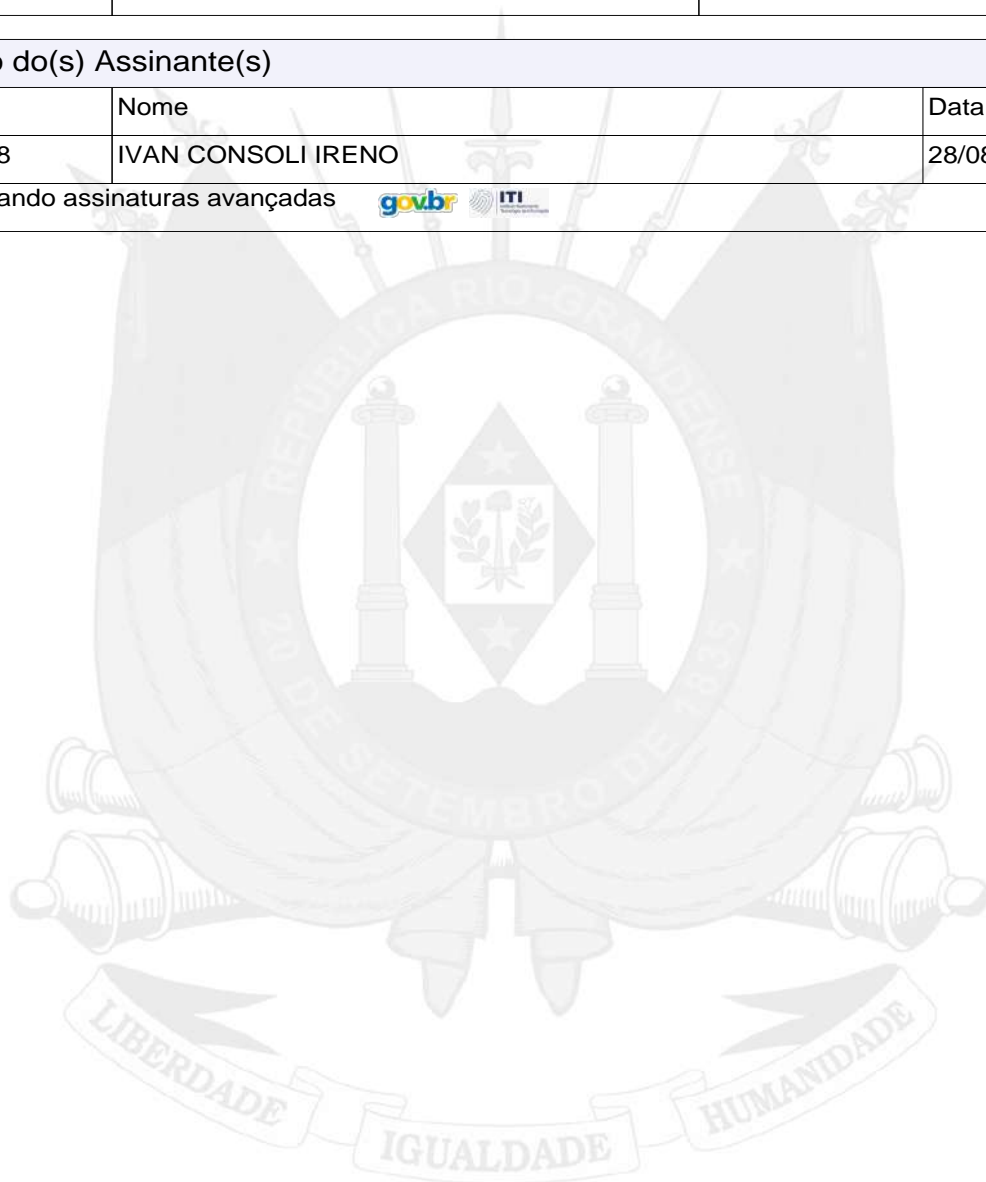 o do(s) Assinante(s)
Nome
Data
8
IVAN CONSOLI IRENO
28/08
ando assinaturas avançadas
gov.br
ITI
REPÚBLICA RIO-GRANDENSE
20 DE SETEMBRO DE 1835
LIBERDADE
IGUALDADE
HUMANIDADE